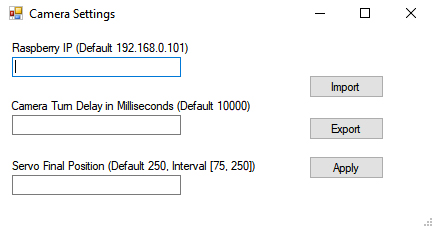 Camera Settings
Raspberry IP (Default 192.168.0.101)
Import
Camera Turn Delay in Milliseconds (Default 10000)
Export
Servo Final Position (Default 250, Interval [75, 250])
Apply